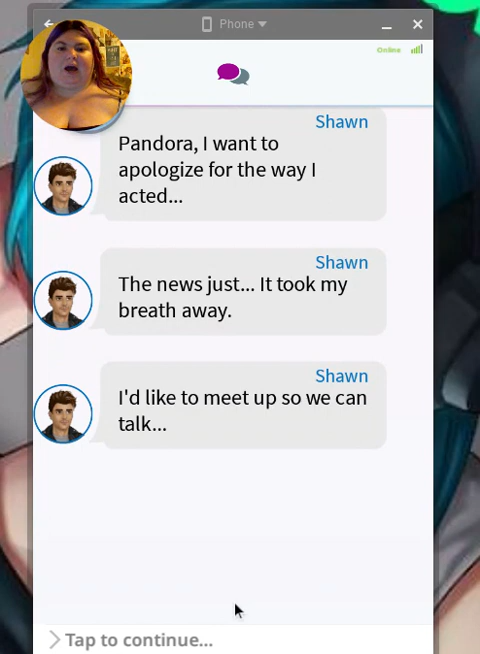 Phone
Online
Shawn
Pandora, I want to
apologize for the way I
acted...
Shawn
The news just... It took my
breath away.
Shawn
I'd like to meet up so we can
talk...
Tap to continue...